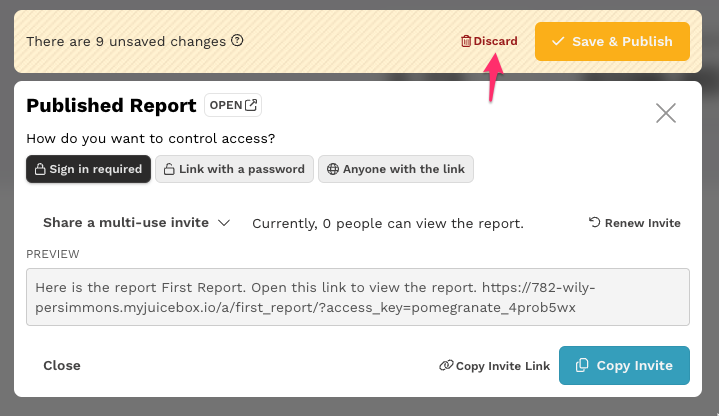 There are 9 unsaved changes
Discard
Save & Publish
Published Report
OPEN
How do you want to control access?
Sign in required
Link with a password
Anyone with the link
Share a multi-use invite
Currently, 0 people can view the report.
Renew Invite
PREVIEW
Here is the report First Report. Open this link to view the report. https://782-wily-
persimmons.myjuicebox.io/a/first_report/?access_key=pomegranate_4prob5wx
Close
Copy Invite Link
Copy Invite